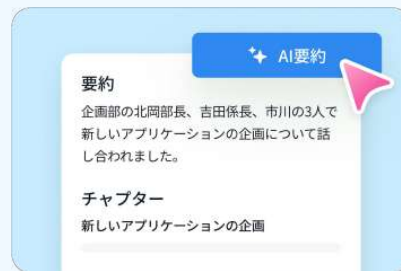 AI要約
要約
企画部の北岡部長、吉田係長、市川の3人で
新しいアプリケーションの企画について話
し合われました。
チャプター
新しいアプリケーションの企画